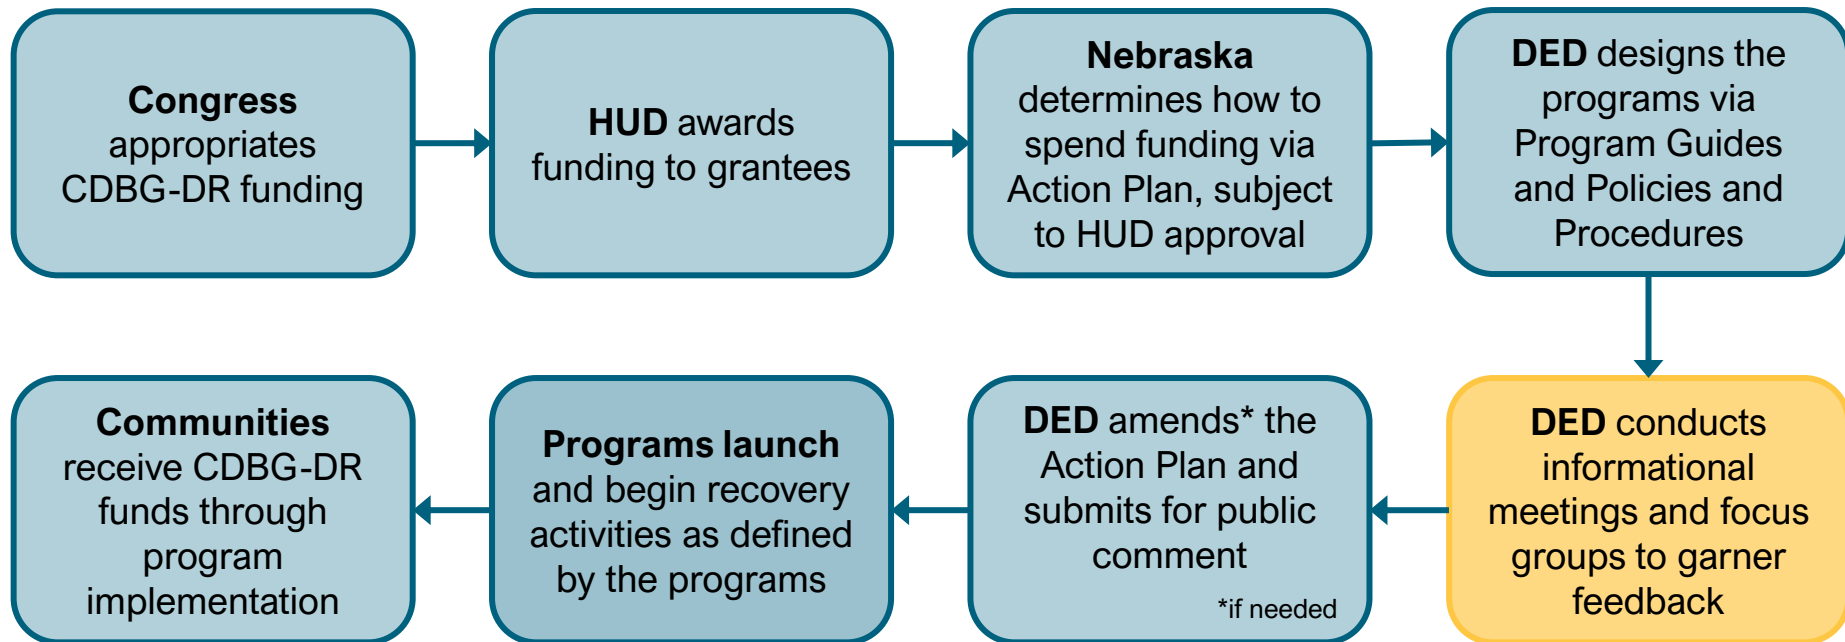 Congress
appropriates
CDBG-DR funding
HUD awards
funding to grantees
Nebraska
determines how to
spend funding via
Action Plan, subject
to HUD approval
DED designs the
programs via
Program Guides
and Policies and
Procedures
DED conducts
informational
meetings and focus
groups to garner
feedback
DED amends* the
Action Plan and
submits for public
comment
*if needed
Programs launch
and begin recovery
activities as defined
by the programs
Communities
receive CDBG-DR
funds through
program
implementation